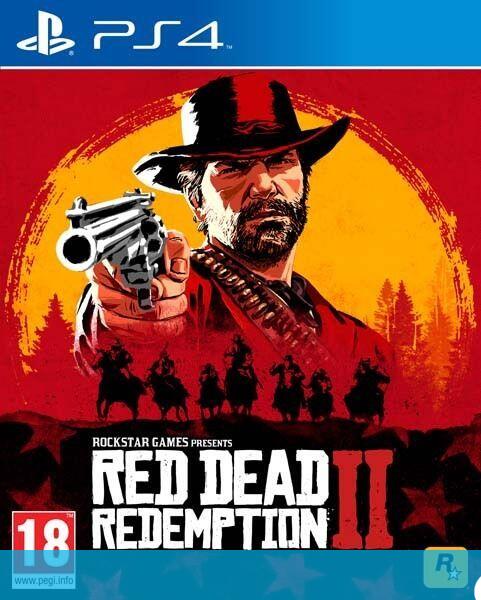 PS4
ROCKSTAR GAMES PRESENTS
RED DEAD
REDEMPTION II
18
www.pegi.info
R